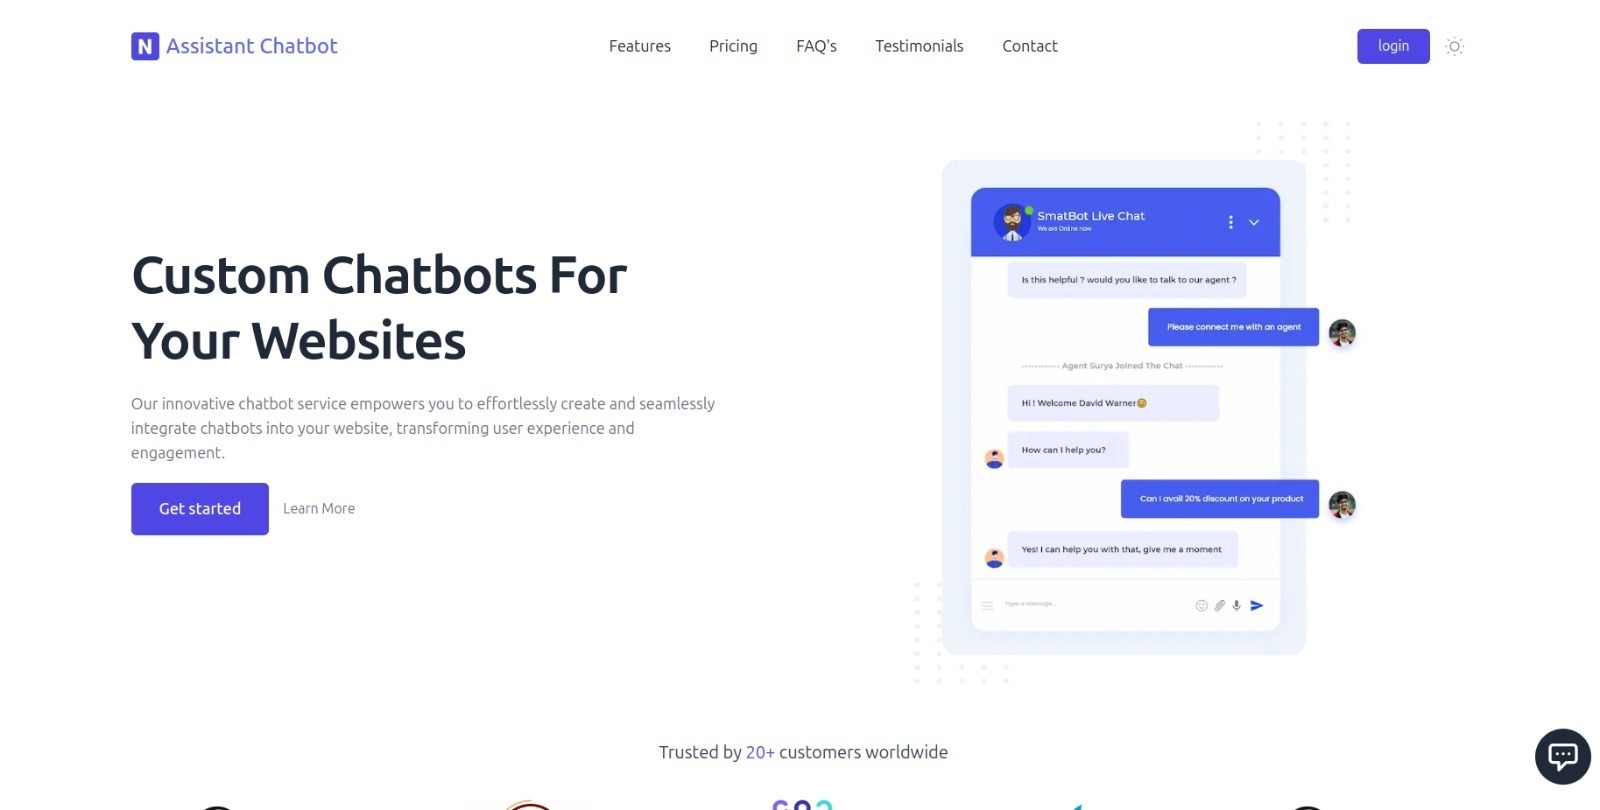 N Assistant Chatbot
Features
Pricing
FAQ's
Testimonials
Contact
login
Custom Chatbots For
Your Websites
Our innovative chatbot service empowers you to effortlessly create and seamlessly
integrate chatbots into your website, transforming user experience and
engagement.
Get started
Learn More
SmatBot Live Chat
We are Online now
Is this helpful ? would you like to talk to our agent ?
Please connect me with an agent
------------ Agent Surya Joined The Chat ------------
Hi ! Welcome David Warner😊
How can I help you?
Can I avail 20% discount on your product
Yes! I can help you with that, give me a moment
Type a message ...
Trusted by 20+ customers worldwide